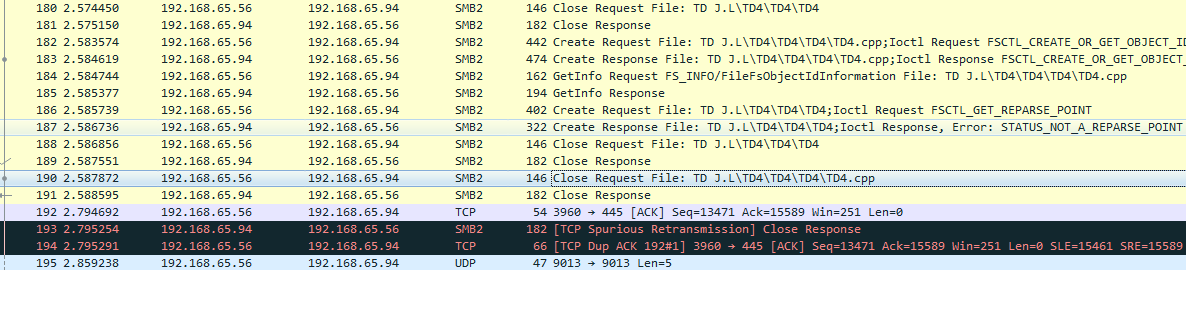 180 2.574450 192.168.65.56 192.168.65.94 SMB2 146 Close Request File: TD J.L\TD4\TD4\TD4
181 2.575150 192.168.65.94 192.168.65.56 SMB2 182 Close Response
182 2.583574 192.168.65.56 192.168.65.94 SMB2 442 Create Request File: TD J.L\TD4\TD4\TD4\TD4.cpp;Ioctl Request FSCTL_CREATE_OR_GET_OBJECT_ID
183 2.584619 192.168.65.94 192.168.65.56 SMB2 474 Create Response File: TD J.L\TD4\TD4\TD4\TD4.cpp;Ioctl Response FSCTL_CREATE_OR_GET_OBJECT_
184 2.584744 192.168.65.56 192.168.65.94 SMB2 162 GetInfo Request FS_INFO/FileFsObjectIdInformation File: TD J.L\TD4\TD4\TD4\TD4.cpp
185 2.585377 192.168.65.94 192.168.65.56 SMB2 194 GetInfo Response
186 2.585739 192.168.65.56 192.168.65.94 SMB2 402 Create Request File: TD J.L\TD4\TD4\TD4;Ioctl Request FSCTL_GET_REPARSE_POINT
187 2.586736 192.168.65.94 192.168.65.56 SMB2 322 Create Response File: TD J.L\TD4\TD4\TD4;Ioctl Response, Error: STATUS_NOT_A_REPARSE_POINT
188 2.586856 192.168.65.56 192.168.65.94 SMB2 146 Close Request File: TD J.L\TD4\TD4\TD4
189 2.587551 192.168.65.94 192.168.65.56 SMB2 182 Close Response
190 2.587872 192.168.65.56 192.168.65.94 SMB2 146 Close Request File: TD J.L\TD4\TD4\TD4\TD4.cpp
191 2.588595 192.168.65.94 192.168.65.56 SMB2 182 Close Response
192 2.794692 192.168.65.56 192.168.65.94 TCP 54 3960 → 445 [ACK] Seq=13471 Ack=15589 Win=251 Len=0
193 2.795254 192.168.65.94 192.168.65.56 SMB2 182 [TCP Spurious Retransmission] Close Response
194 2.795291 192.168.65.56 192.168.65.94 TCP 66 [TCP Dup ACK 192#1] 3960 → 445 [ACK] Seq=13471 Ack=15589 Win=251 Len=0 SLE=15461 SRE=15589
195 2.859238 192.168.65.56 192.168.65.94 UDP 47 9013 → 9013 Len=5